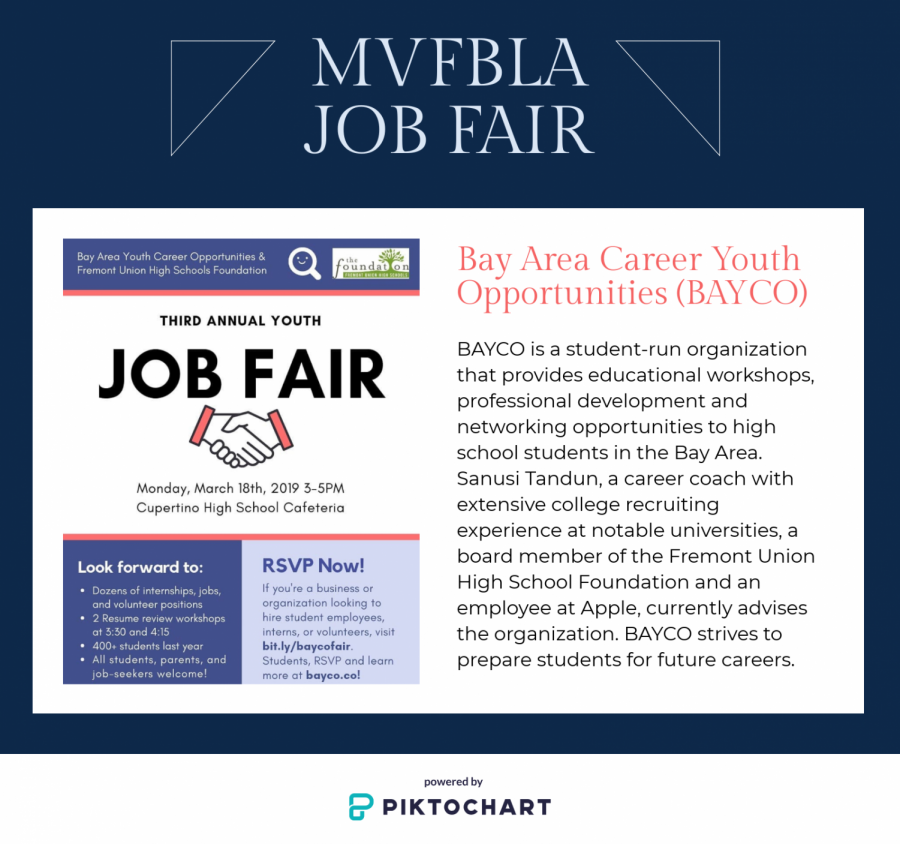 MVFBLA
JOB FAIR
Bay Area Youth Career Opportunities &
Fremont Union High Schools Foundation
the
foundation
FREMONT UNION HIGH SCHOOLS
THIRD ANNUAL YOUTH
JOB FAIR
Monday, March 18th, 2019 3-5PM
Cupertino High School Cafeteria
Look forward to:
• Dozens of internships, jobs,
and volunteer positions
• 2 Resume review workshops
at 3:30 and 4:15
• 400+ students last year
• All students, parents, and
job-seekers welcome!
RSVP Now!
If you're a business or
organization looking to
hire student employees,
interns, or volunteers, visit
bit.ly/baycofair.
Students, RSVP and learn
more at bayco.co!
Bay Area Career Youth
Opportunities (BAYCO)
BAYCO is a student-run organization
that provides educational workshops,
professional development and
networking opportunities to high
school students in the Bay Area.
Sanusi Tandun, a career coach with
extensive college recruiting
experience at notable universities, a
board member of the Fremont Union
High School Foundation and an
employee at Apple, currently advises
the organization. BAYCO strives to
prepare students for future careers.
powered by
PIKTOCHART